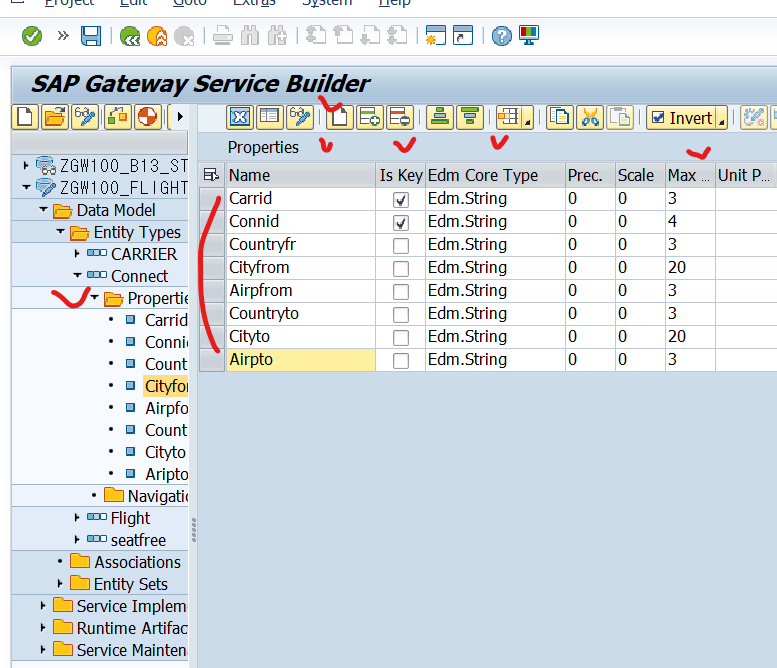 Project Edit Goto Extras System Help
SAP Gateway Service Builder
Invert
Properties
Name Is Key Edm Core Type Prec. Scale Max ... Unit P...
Carrid Edm.String 0 0 3
Connid Edm.String 0 0 4
Countryfr Edm.String 0 0 3
Cityfrom Edm.String 0 0 20
Airpfrom Edm.String 0 0 3
Countryto Edm.String 0 0 3
Cityto Edm.String 0 0 20
Airpto Edm.String 0 0 3
ZGW100_B13_ST
ZGW100_FLIGHT
Data Model
Entity Types
CARRIER
Connect
Propertie
Carrid
Connid
Count
Cityfor
Airpfo
Count
Cityto
Aripto
Navigatio
Flight
seatfree
Associations
Entity Sets
Service Implem
Runtime Artifac
Service Mainten